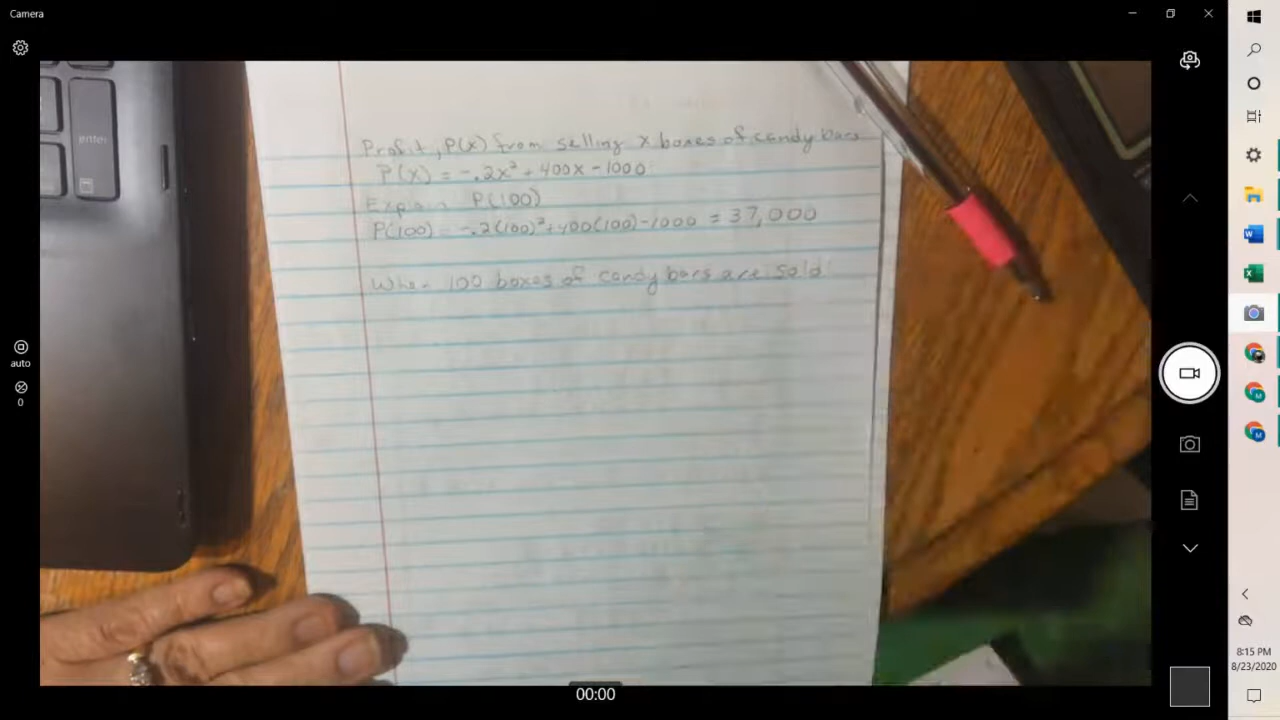 Camera
enter
Profit, P(x) from selling x boxes of candy bars
P(x) = -.2x² + 400x - 1000
Explain P(100)
P(100) = -.2(100)² + 400(100) - 1000 = 37,000
When 100 boxes of candy bars are sold
auto
0
00:00
8:15 PM
8/23/2020